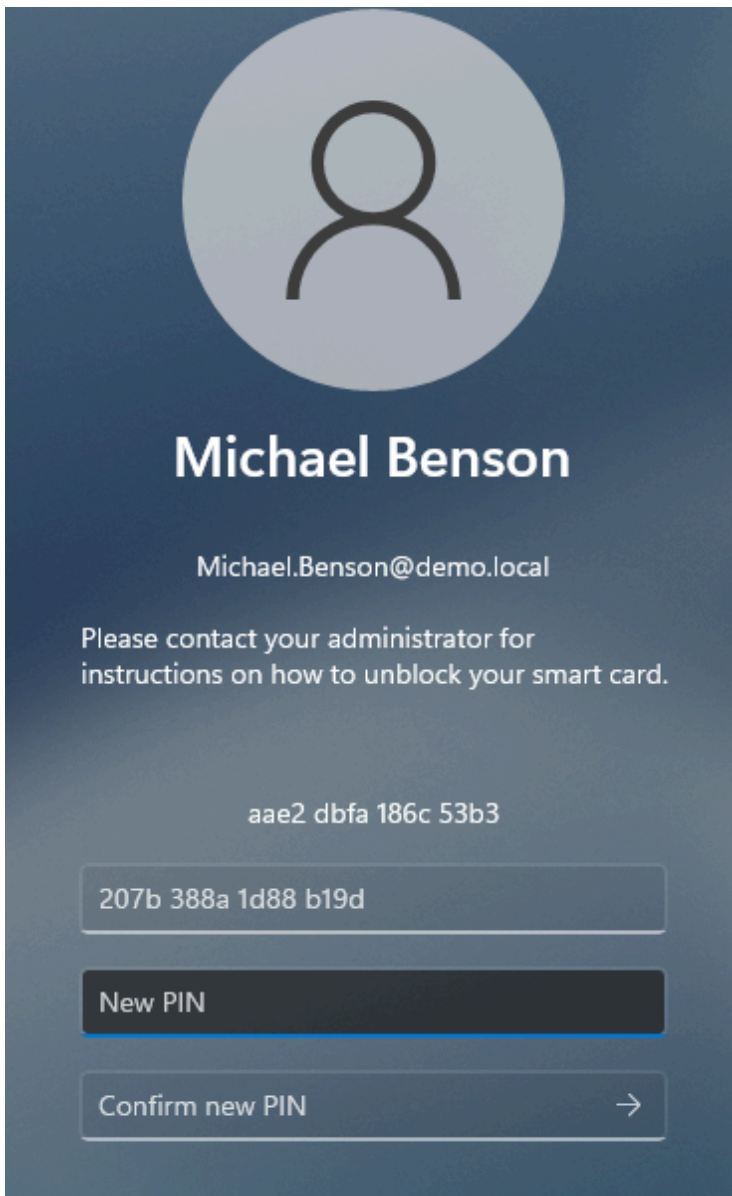 Michael Benson
Michael.Benson@demo.local
Please contact your administrator for
instructions on how to unblock your smart card.
aae2 dbfa 186c 53b3
207b 388a 1d88 b19d
New PIN
Confirm new PIN